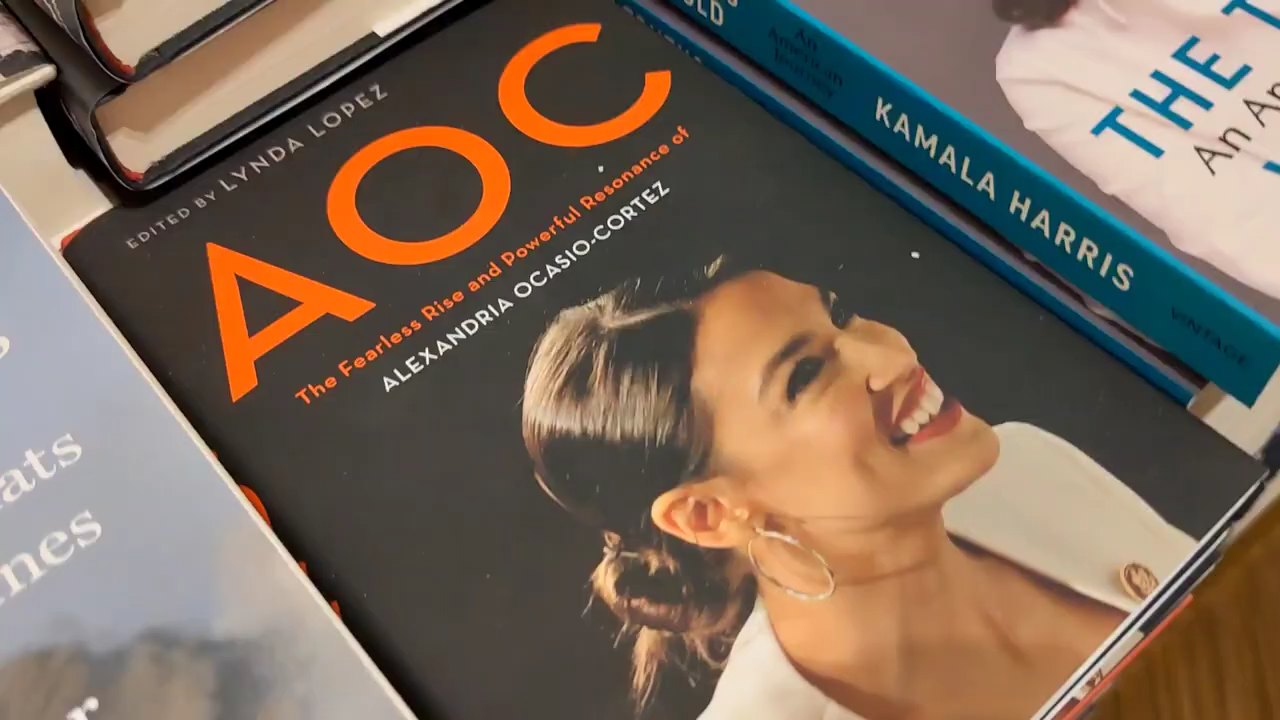 EDITED BY LYNDA LOPEZ
AOC
The Fearless Rise and Powerful Resonance of
ALEXANDRIA OCASIO-CORTEZ
An
American
Journey
KAMALA HARRIS
VINTAGE
THE T
An Am
ats
nes
r